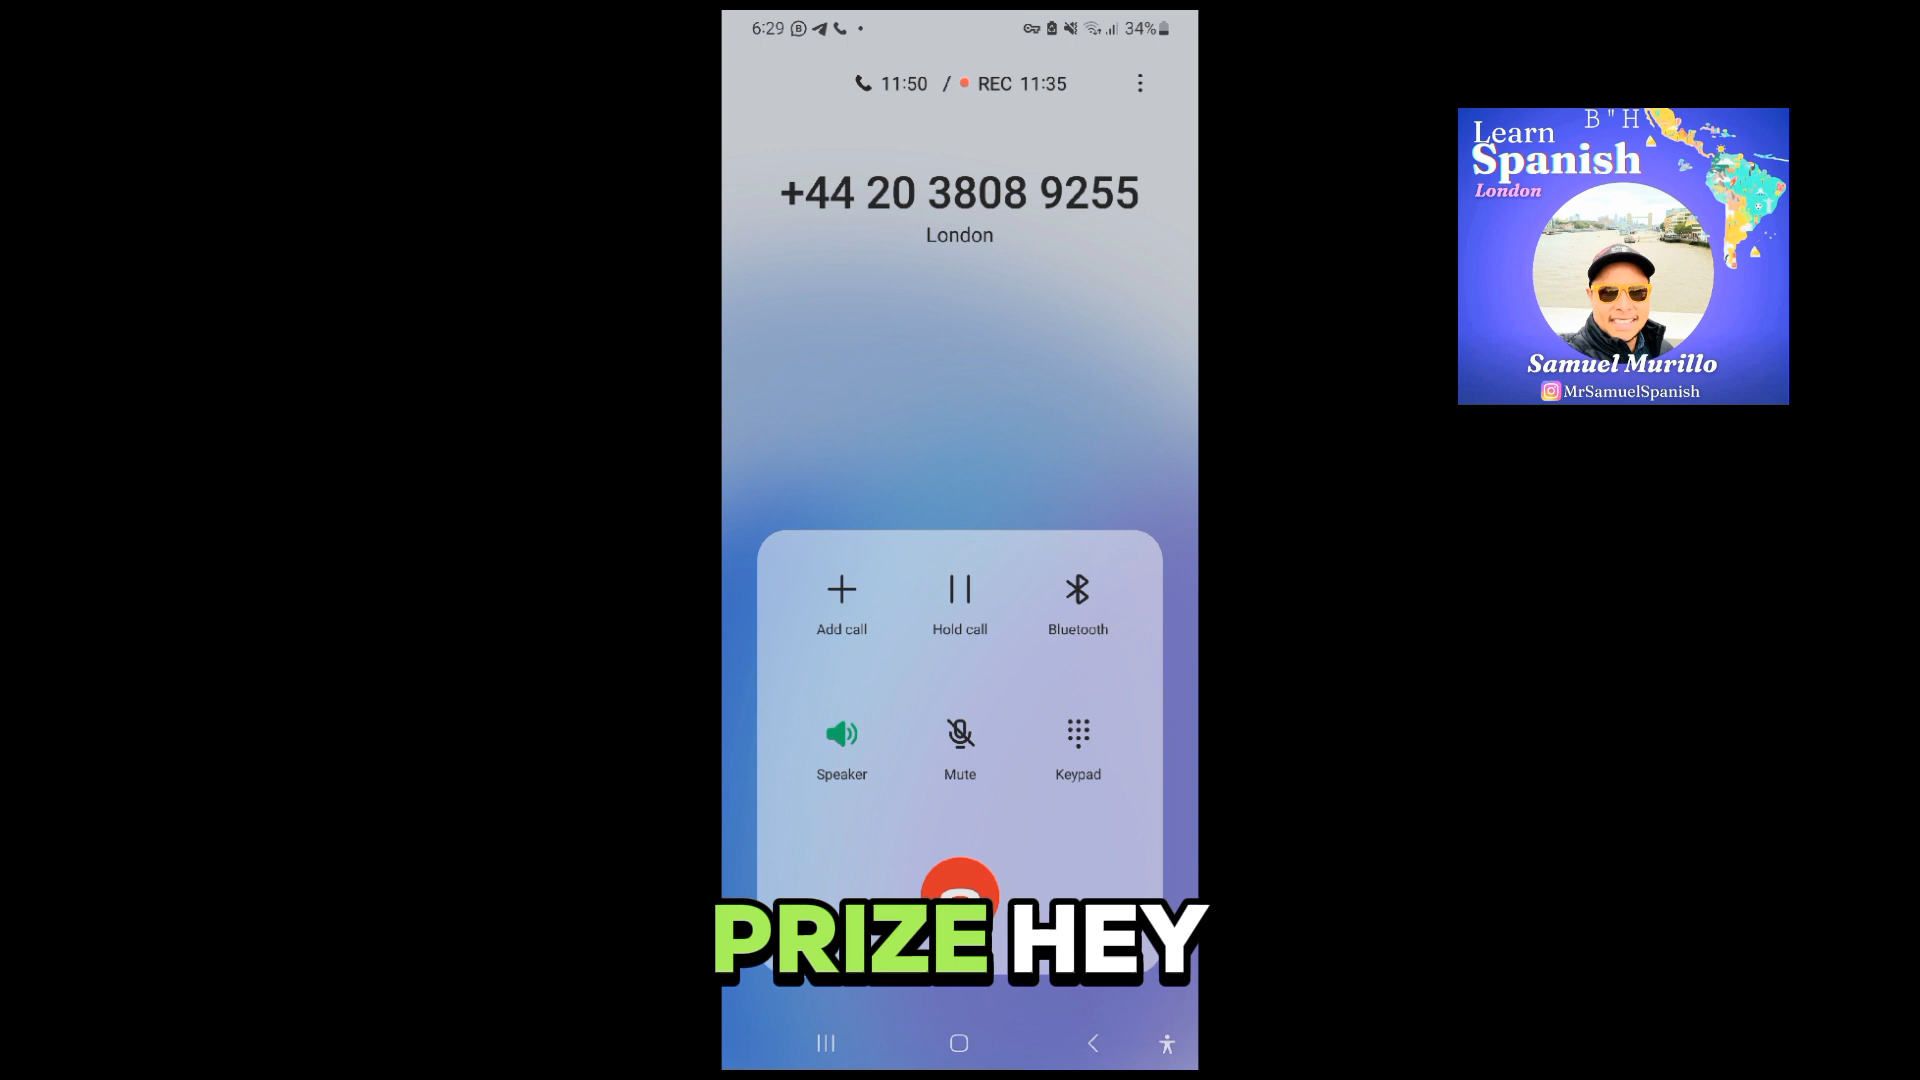 6:29
34%
11:50 / REC 11:35
+44 20 3808 9255
London
Add call
Hold call
Bluetooth
Speaker
Mute
Keypad
PRIZE HEY
B"H
Learn
Spanish
London
Samuel Murillo
MrSamuelSpanish